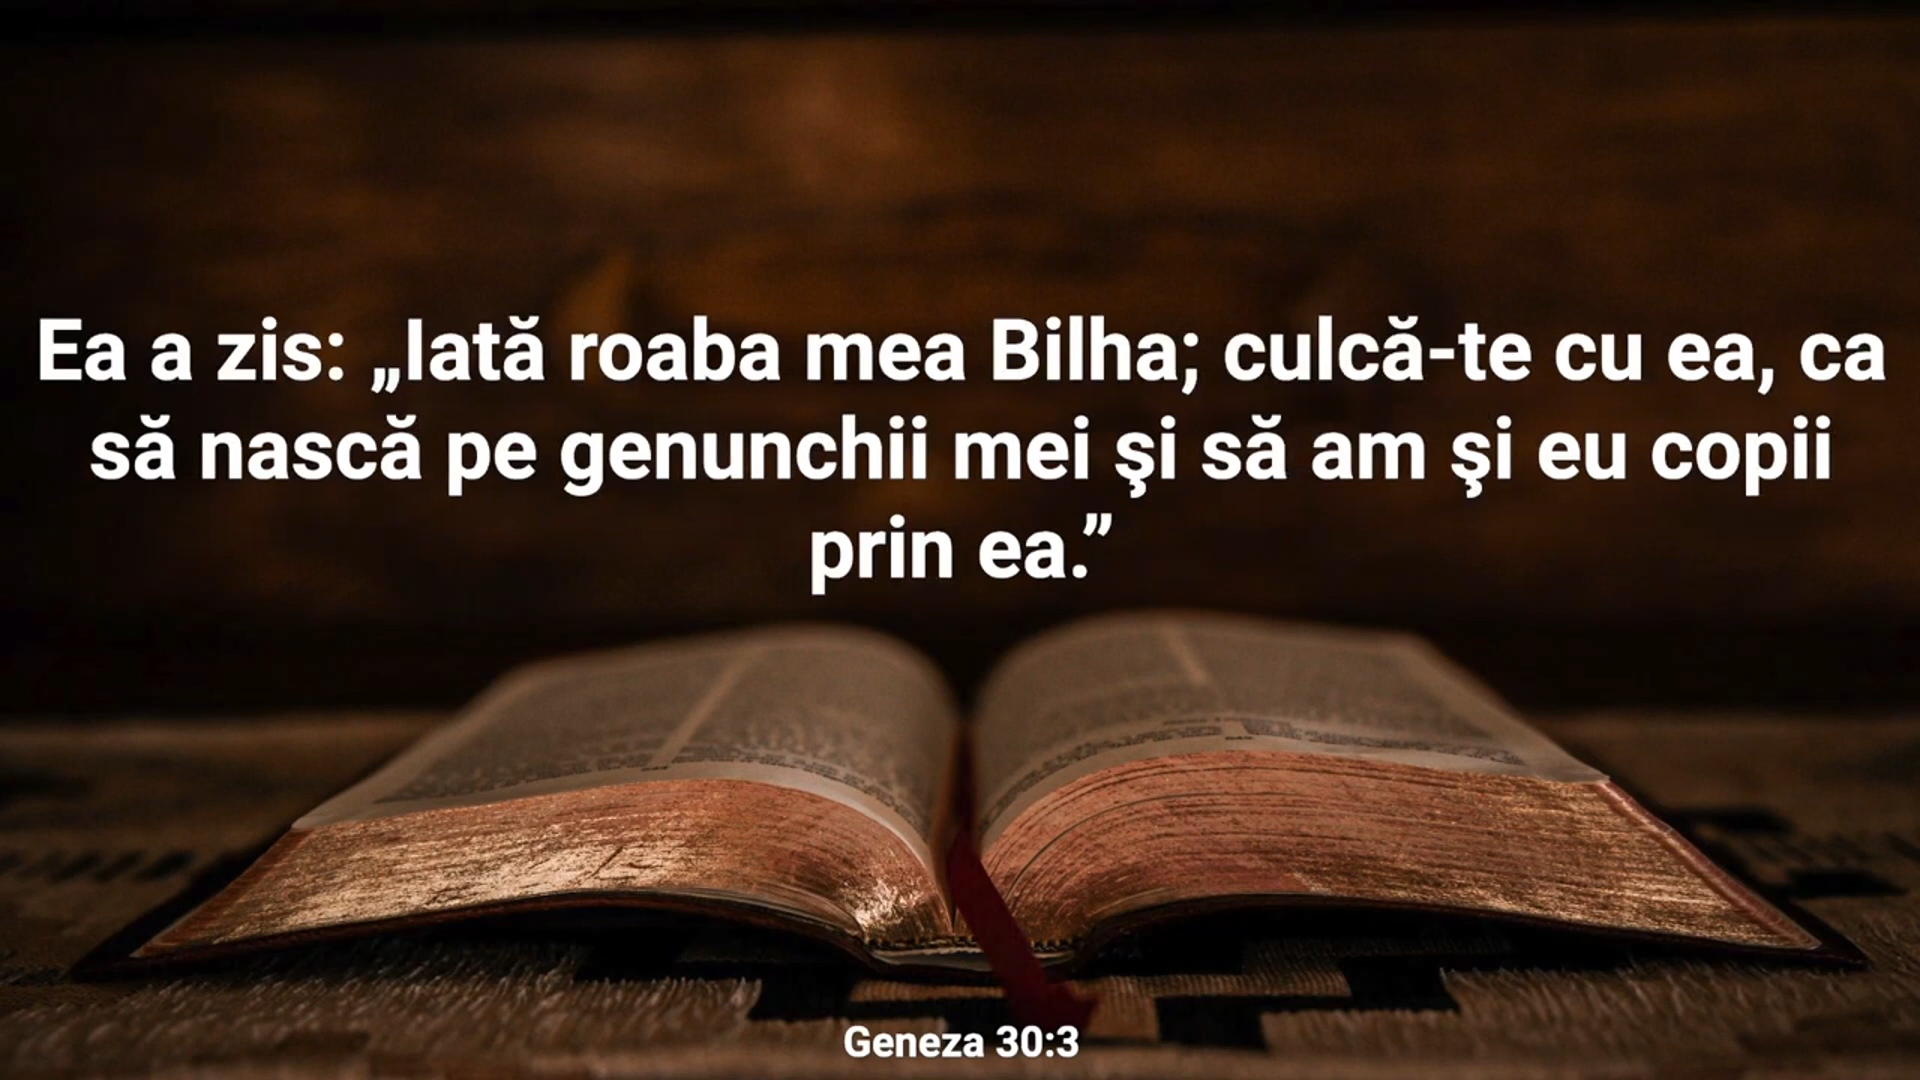 Ea a zis: „Iată roaba mea Bilha; culcă-te cu ea, ca
să nască pe genunchii mei şi să am şi eu copii
prin ea.”
Geneza 30:3